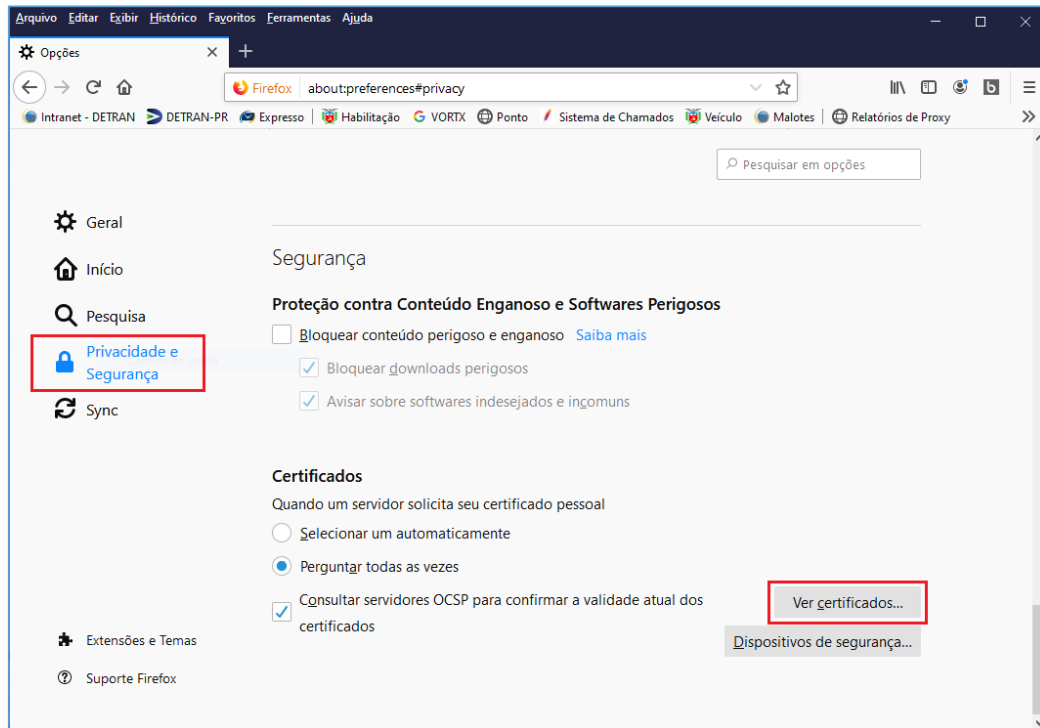 Arquivo Editar Exibir Histórico Favoritos Ferramentas Ajuda
Opções
Firefox about:preferences#privacy
Intranet - DETRAN DETRAN-PR Expresso Habilitação VORTX Ponto Sistema de Chamados Veículo Malotes Relatórios de Proxy
Pesquisar em opções
Geral
Início
Pesquisa
Privacidade e
Segurança
Sync
Extensões e Temas
Suporte Firefox
Segurança
Proteção contra Conteúdo Enganoso e Softwares Perigosos
Bloquear conteúdo perigoso e enganoso Saiba mais
Bloquear downloads perigosos
Avisar sobre softwares indesejados e incomuns
Certificados
Quando um servidor solicita seu certificado pessoal
Selecionar um automaticamente
Perguntar todas as vezes
Consultar servidores OCSP para confirmar a validade atual dos
certificados
Ver certificados...
Dispositivos de segurança...